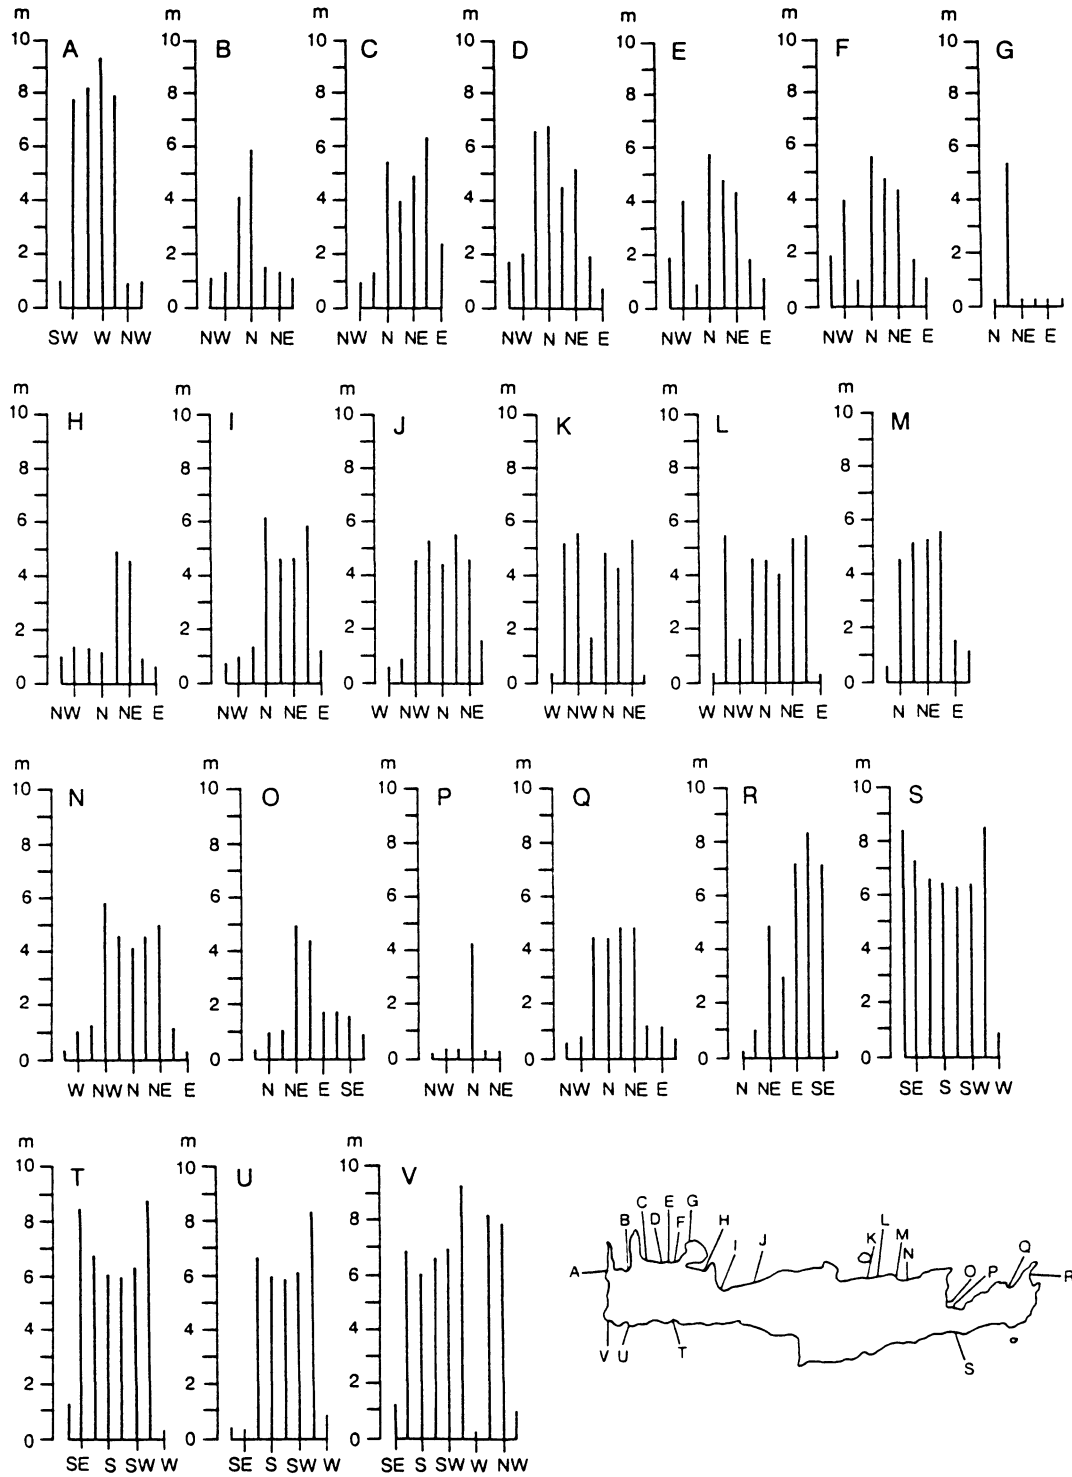 m m m m m m m
10 A 10 B 10 C 10 D 10 E 10 F 10 G
8 8 8 8 8 8 8
6 6 6 6 6 6 6
4 4 4 4 4 4 4
2 2 2 2 2 2 2
0 0 0 0 0 0 0
SW W NW NW N NE NW N NE E NW N NE E NW N NE E NW N NE E N NE E
m m m m m m
10 H 10 I 10 J 10 K 10 L 10 M
8 8 8 8 8 8
6 6 6 6 6 6
4 4 4 4 4 4
2 2 2 2 2 2
0 0 0 0 0 0
NW N NE E NW N NE E W NW N NE W NW N NE W NW N NE E N NE E
m m m m m m
10 N 10 O 10 P 10 Q 10 R 10 S
8 8 8 8 8 8
6 6 6 6 6 6
4 4 4 4 4 4
2 2 2 2 2 2
0 0 0 0 0 0
W NW N NE E N NE E SE NW N NE NW N NE E N NE E SE SE S SW W
m m m
10 T 10 U 10 V
8 8 8
6 6 6
4 4 4
2 2 2
0 0 0
SE S SW W SE S SW W SE S SW W NW
B C D E F G H I J K L M N O P Q
A R
V U T S